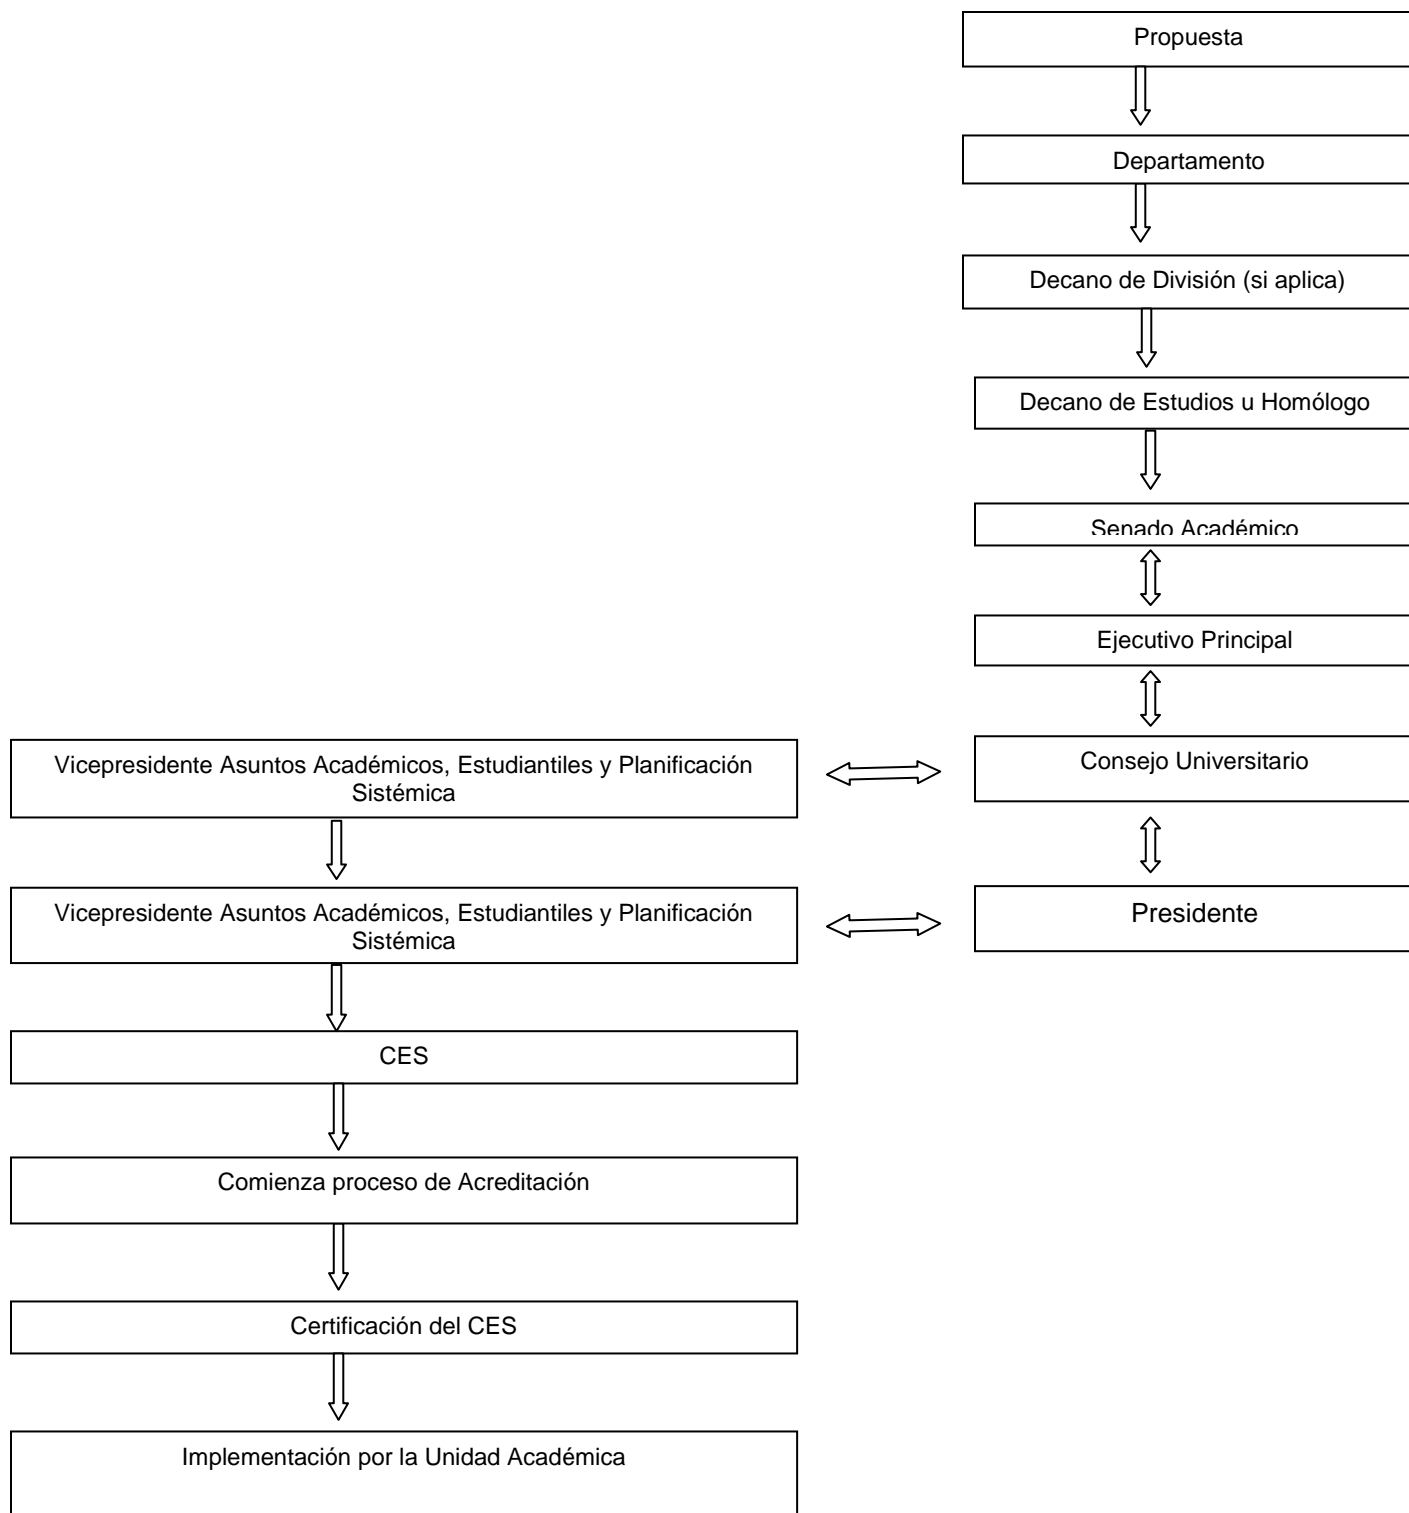 Propuesta
Departamento
Decano de División (si aplica)
Decano de Estudios u Homólogo
Senado Académico
Ejecutivo Principal
Consejo Universitario
Presidente
Vicepresidente Asuntos Académicos, Estudiantiles y Planificación
Sistémica
Vicepresidente Asuntos Académicos, Estudiantiles y Planificación
Sistémica
CES
Comienza proceso de Acreditación
Certificación del CES
Implementación por la Unidad Académica